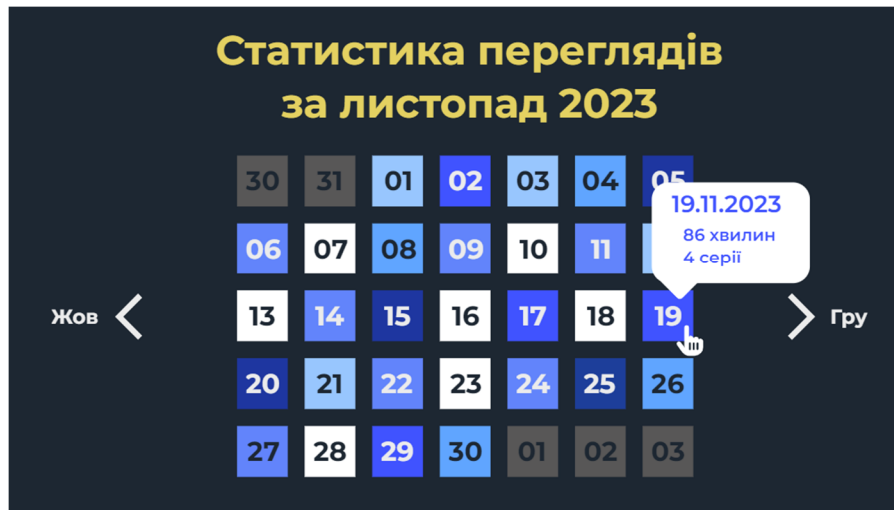 Статистика переглядів
за листопад 2023
30 31 01 02 03 04 05
19.11.2023
86 хвилин
4 серії
06 07 08 09 10 11
Жов
13 14 15 16 17 18 19
Гру
20 21 22 23 24 25 26
27 28 29 30 01 02 03